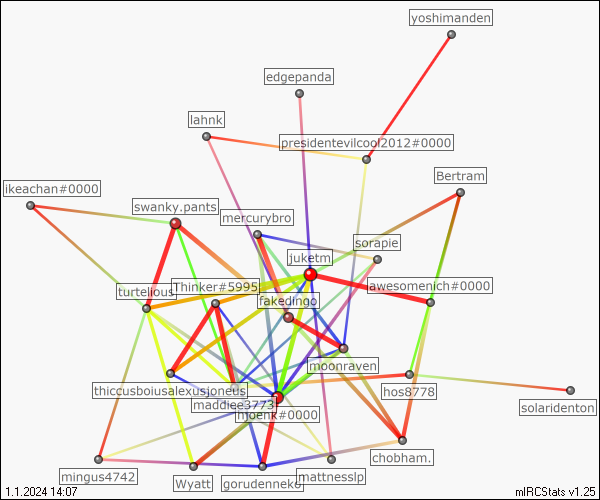 yoshimanden
edgepanda
lahnk
presidentevilcool2012#0000
Bertram
ikeachan#0000
swanky.pants
mercurybro
sorapie
juketm
turtelious
Thinker#5995
fakedingo
awesomenich#0000
moonraven
thiccusboiusalexusjoneus
maddiee3773
hos8778
mjoenk#0000
solaridenton
chobham.
mingus4742
Wyatt
gorudenneko
mattnesslp
1.1.2024 14:07
mIRCStats v1.25